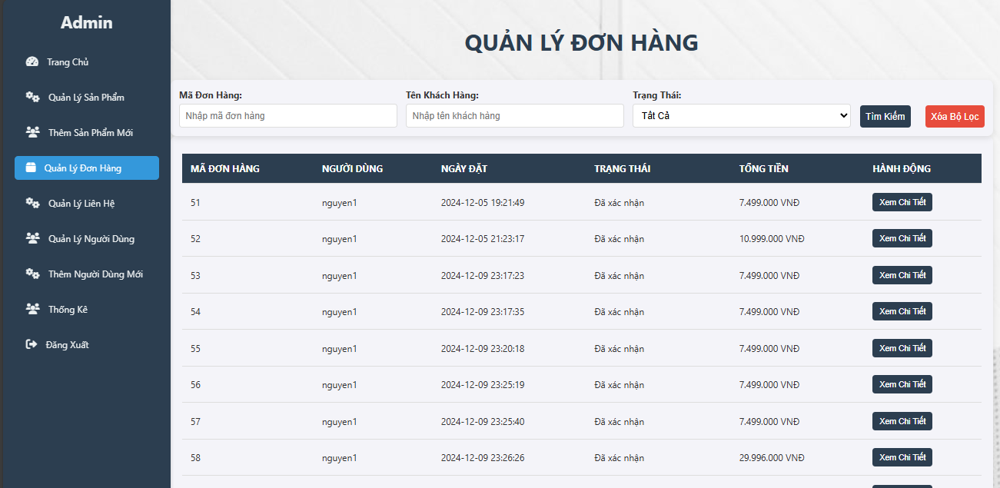 Admin
Trang Chủ
Quản Lý Sản Phẩm
Thêm Sản Phẩm Mới
Quản Lý Đơn Hàng
Quản Lý Liên Hệ
Quản Lý Người Dùng
Thêm Người Dùng Mới
Thống Kê
Đăng Xuất
QUẢN LÝ ĐƠN HÀNG
Mã Đơn Hàng: Tên Khách Hàng: Trạng Thái:
Nhập mã đơn hàng Nhập tên khách hàng Tất Cả Tìm Kiếm Xóa Bộ Lọc
MÃ ĐƠN HÀNG NGƯỜI DÙNG NGÀY ĐẶT TRẠNG THÁI TỔNG TIỀN HÀNH ĐỘNG
51 nguyen1 2024-12-05 19:21:49 Đã xác nhận 7.499.000 VNĐ Xem Chi Tiết
52 nguyen1 2024-12-05 21:23:17 Đã xác nhận 10.999.000 VNĐ Xem Chi Tiết
53 nguyen1 2024-12-09 23:17:23 Đã xác nhận 7.499.000 VNĐ Xem Chi Tiết
54 nguyen1 2024-12-09 23:17:35 Đã xác nhận 7.499.000 VNĐ Xem Chi Tiết
55 nguyen1 2024-12-09 23:20:18 Đã xác nhận 7.499.000 VNĐ Xem Chi Tiết
56 nguyen1 2024-12-09 23:25:19 Đã xác nhận 7.499.000 VNĐ Xem Chi Tiết
57 nguyen1 2024-12-09 23:25:40 Đã xác nhận 7.499.000 VNĐ Xem Chi Tiết
58 nguyen1 2024-12-09 23:26:26 Đã xác nhận 29.996.000 VNĐ Xem Chi Tiết